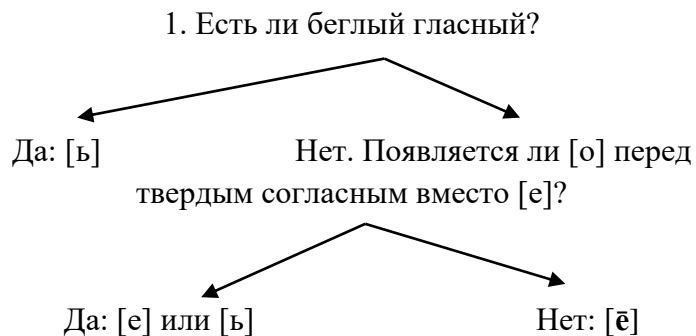 1. Есть ли беглый гласный?
Да: [ь] Нет. Появляется ли [о] перед
твердым согласным вместо [е]?
Да: [е] или [ь] Нет: [ē]